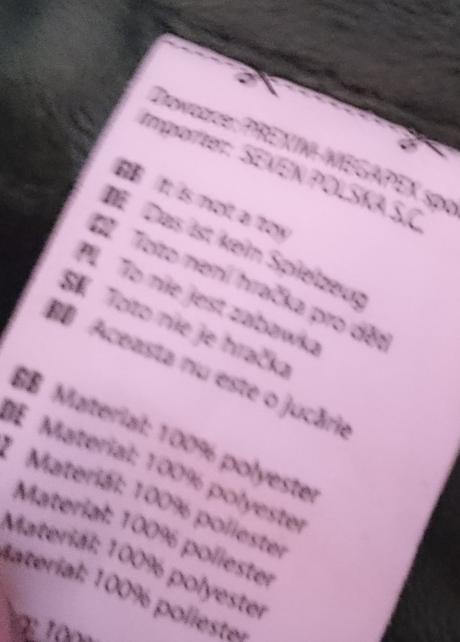 Dovozce: PREXIM-MEGAPEX
Importer: SEVEN POLSKA S.C.
GB It is not a toy
DE Das ist kein Spielzeug
CZ Toto není hračka pro děti
PL To nie jest zabawka
SK Toto nie je hračka
RO Aceasta nu este o jucărie
GB Material: 100% polyester
DE Material: 100% polyester
Materiál: 100% polyester
Materiał: 100% poliester
Materiál: 100% polyester
Material: 100% poliester
100%